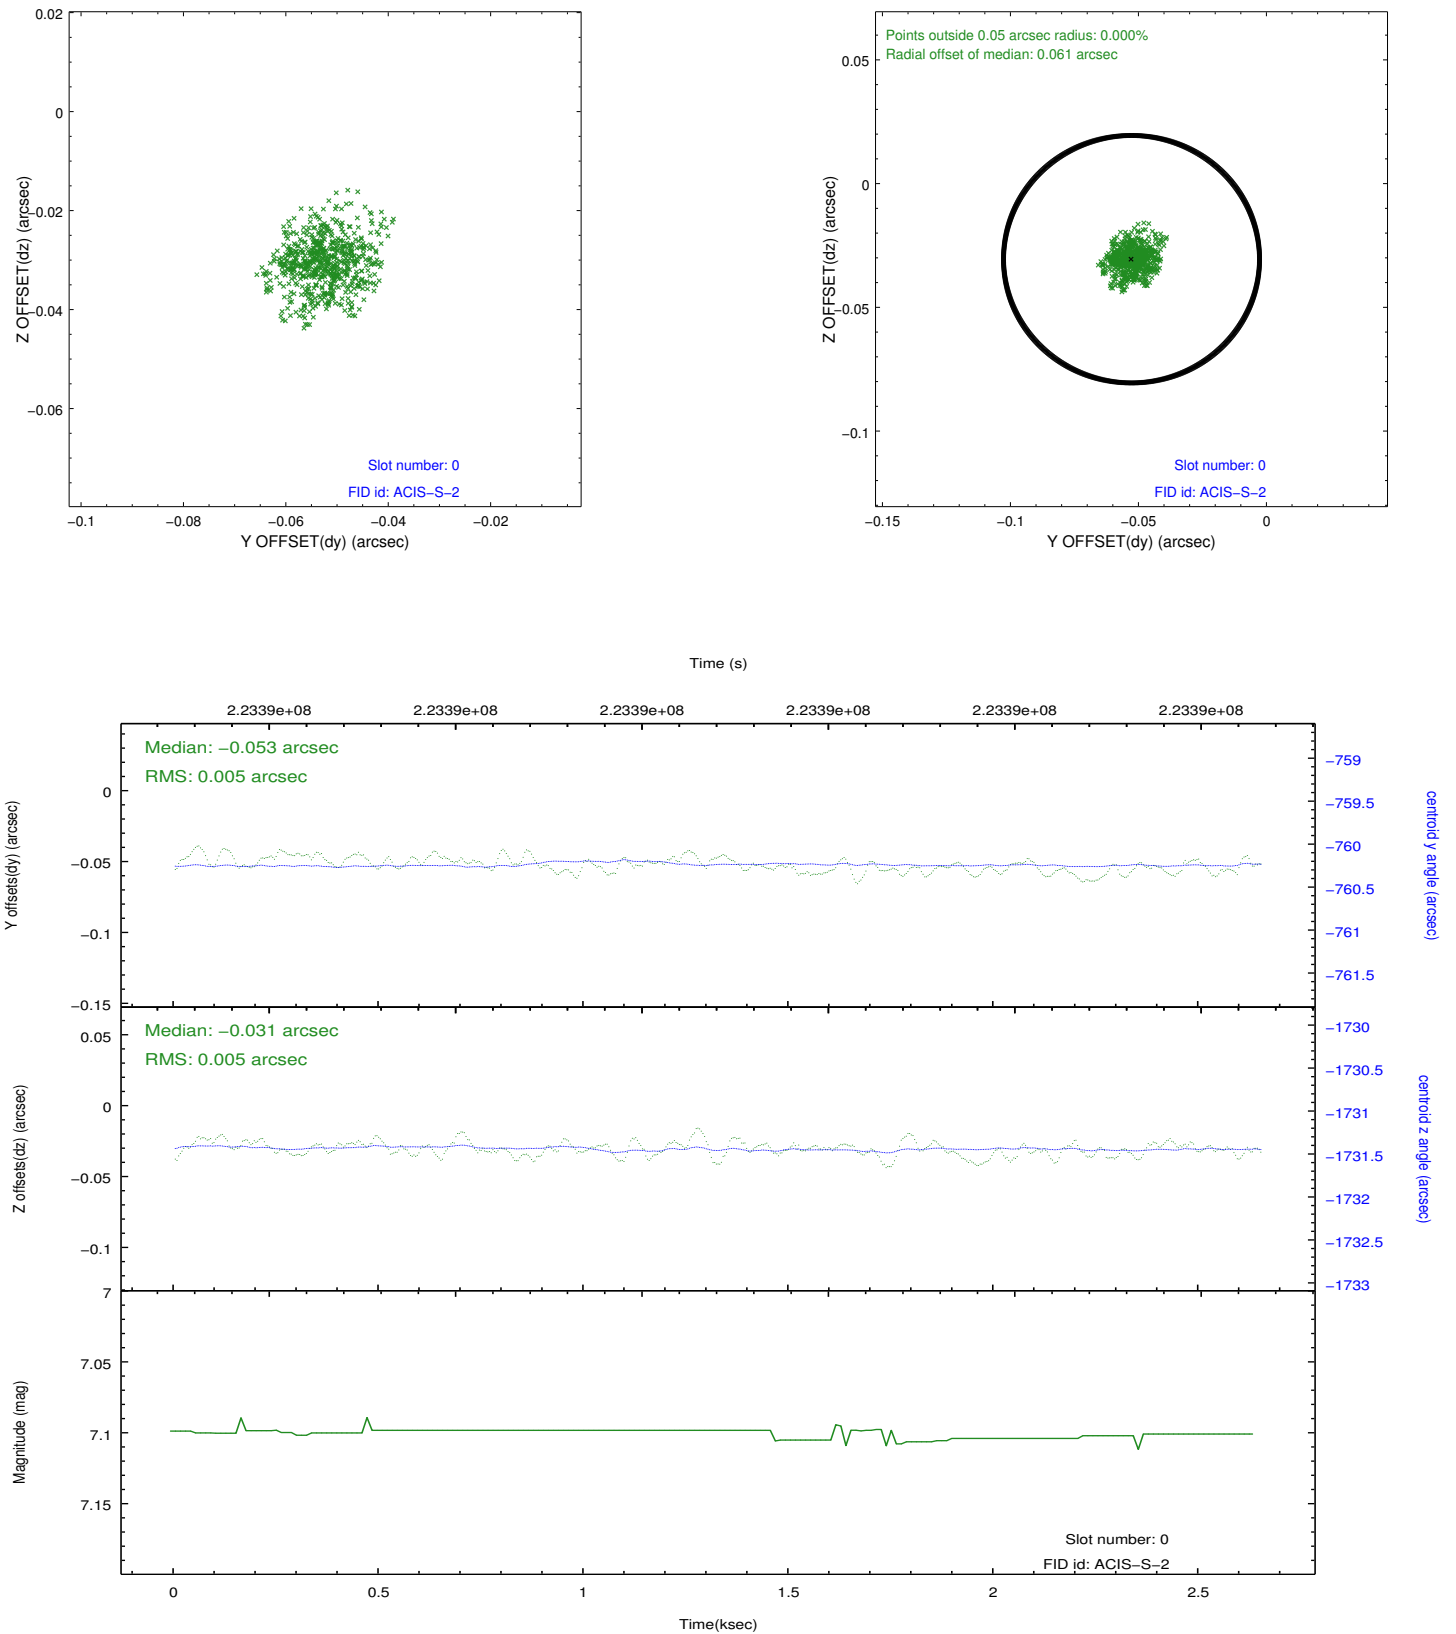 0.02
0
−0.02
−0.04
−0.06
Z OFFSET(dz) (arcsec)
Slot number: 0
FID id: ACIS−S−2
−0.1
−0.08
−0.06
−0.04
−0.02
Y OFFSET(dy) (arcsec)
Points outside 0.05 arcsec radius: 0.000%
Radial offset of median: 0.061 arcsec
0.05
0
−0.05
−0.1
Z OFFSET(dz) (arcsec)
Slot number: 0
FID id: ACIS−S−2
−0.15
−0.1
−0.05
0
Y OFFSET(dy) (arcsec)
Time (s)
2.2339e+08
2.2339e+08
2.2339e+08
2.2339e+08
2.2339e+08
2.2339e+08
Median: −0.053 arcsec
RMS: 0.005 arcsec
0
−0.05
−0.1
−0.15
Y offsets(dy) (arcsec)
−759
−759.5
−760
−760.5
−761
−761.5
centroid y angle (arcsec)
Median: −0.031 arcsec
RMS: 0.005 arcsec
0.05
0
−0.05
−0.1
Z offsets(dz) (arcsec)
−1730
−1730.5
−1731
−1731.5
−1732
−1732.5
−1733
centroid z angle (arcsec)
7
7.05
7.1
7.15
Magnitude (mag)
Slot number: 0
FID id: ACIS−S−2
0
0.5
1
1.5
2
2.5
Time(ksec)